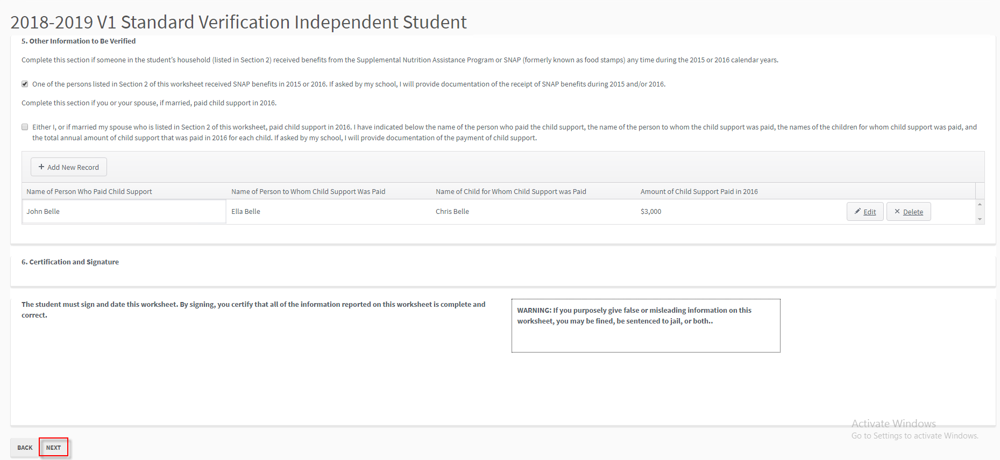 2018-2019 V1 Standard Verification Independent Student
5. Other Information to Be Verified
Complete this section if someone in the student's household (listed in Section 2) received benefits from the Supplemental Nutrition Assistance Program or SNAP (formerly known as food stamps) any time during the 2015 or 2016 calendar years.
One of the persons listed in Section 2 of this worksheet received SNAP benefits in 2015 or 2016. If asked by my school, I will provide documentation of the receipt of SNAP benefits during 2015 and/or 2016.
Complete this section if you or your spouse, if married, paid child support in 2016.
Either I, or if married my spouse who is listed in Section 2 of this worksheet, paid child support in 2016. I have indicated below the name of the person who paid the child support, the name of the person to whom the child support was paid, the names of the children for whom child support was paid, and
the total annual amount of child support that was paid in 2016 for each child. If asked by my school, I will provide documentation of the payment of child support.
+ Add New Record
Name of Person Who Paid Child Support Name of Person to Whom Child Support Was Paid Name of Child for Whom Child Support was Paid Amount of Child Support Paid in 2016
John Belle Ella Belle Chris Belle $3,000 Edit × Delete
6. Certification and Signature
The student must sign and date this worksheet. By signing, you certify that all of the information reported on this worksheet is complete and
correct.
WARNING: If you purposely give false or misleading information on this
worksheet, you may be fined, be sentenced to jail, or both..
Activate Windows
Go to Settings to activate Windows.
BACK NEXT